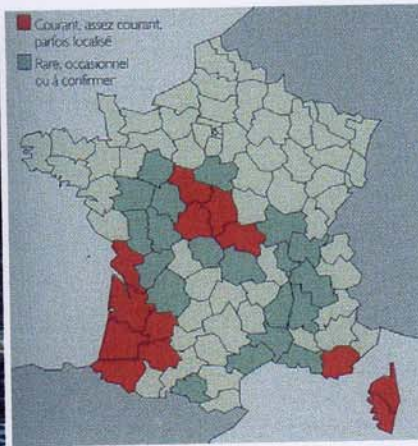 Courant, assez courant,
parfois localisé
Rare, occasionnel
ou à confirmer